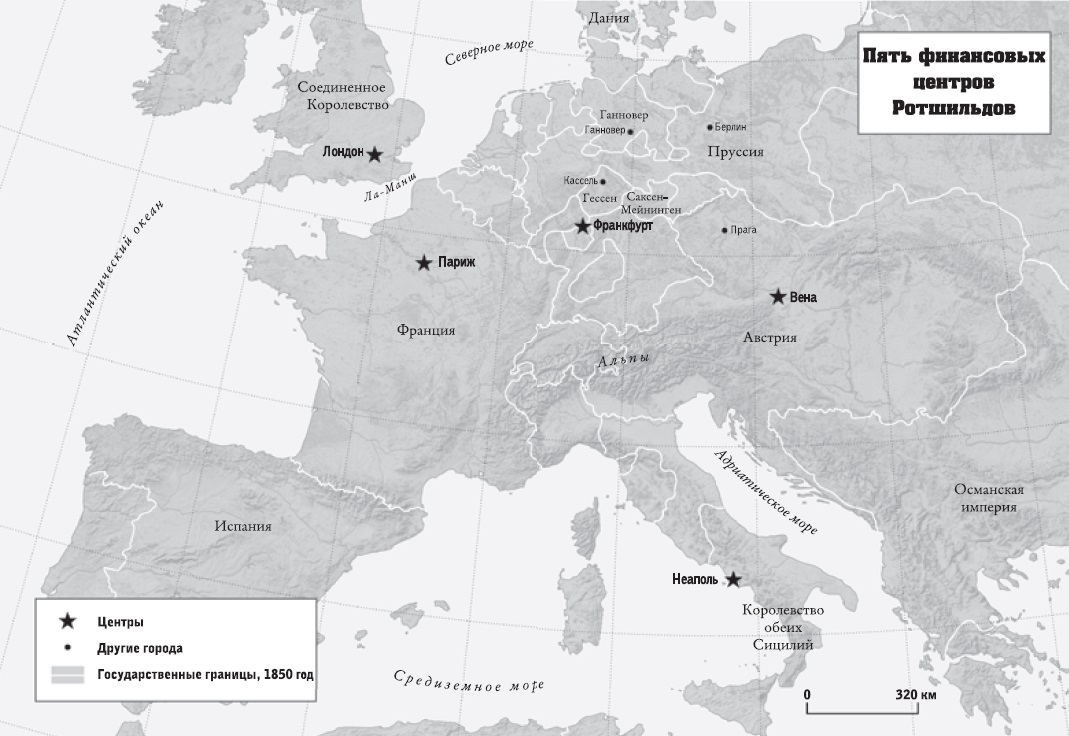 Дания
Северное море
Пять финансовых
центров
Ротшильдов
Соединенное
Королевство
Ганновер
Ганновер
Берлин
Пруссия
Лондон
Ла-Манш
Кассель
Гессен
Саксен-
Мейнинген
Франкфурт
Прага
Атлантический океан
Париж
Вена
Франция
Австрия
Альпы
Адриатическое море
Османская
империя
Испания
Неаполь
Королевство
обеих
Сицилий
Центры
Другие города
Государственные границы, 1850 год
Средиземное море
0 320 км